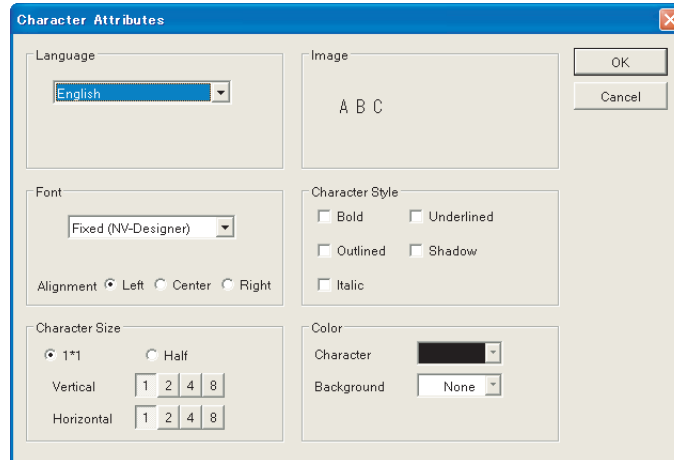 Character Attributes
Language
English
Image
A B C
OK
Cancel
Font
Fixed (NV-Designer)
Alignment Left Center Right
Character Style
Bold Underlined
Outlined Shadow
Italic
Character Size
1*1 Half
Vertical 1 2 4 8
Horizontal 1 2 4 8
Color
Character
Background None